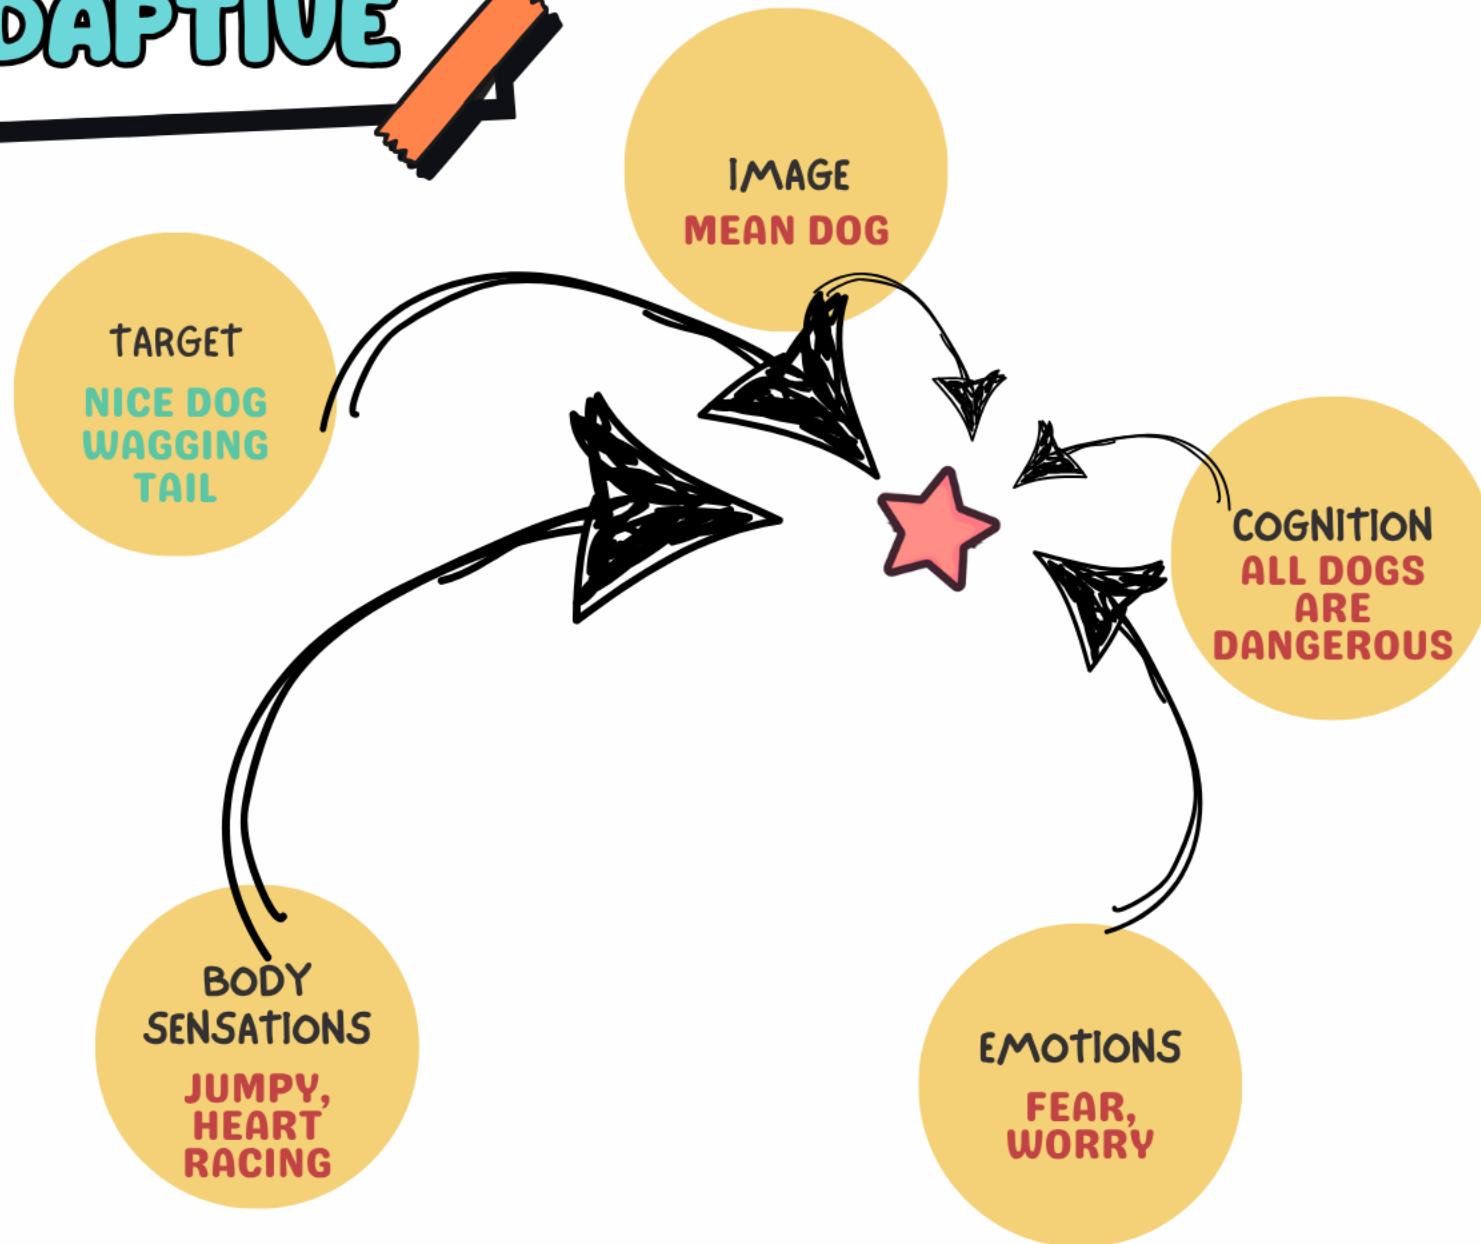 DAPTIVE
IMAGE
MEAN DOG
TARGET
NICE DOG
WAGGING
TAIL
COGNITION
ALL DOGS
ARE
DANGEROUS
BODY
SENSATIONS
JUMPY,
HEART
RACING
EMOTIONS
FEAR,
WORRY